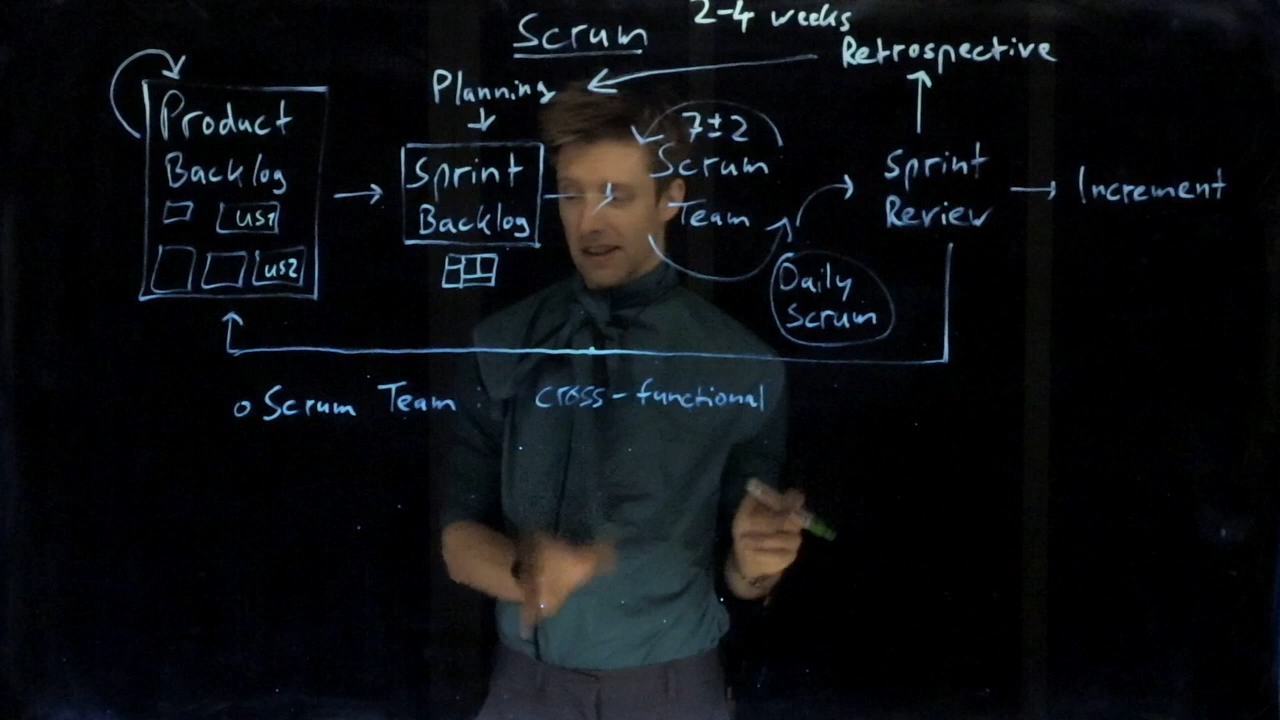 Scrum
2-4 weeks
Retrospective
Planning
Product
Backlog
US1
US2
Sprint
Backlog
7±2
Scrum
Team
Daily
Scrum
Sprint
Review
Increment
o Scrum Team : cross-functional